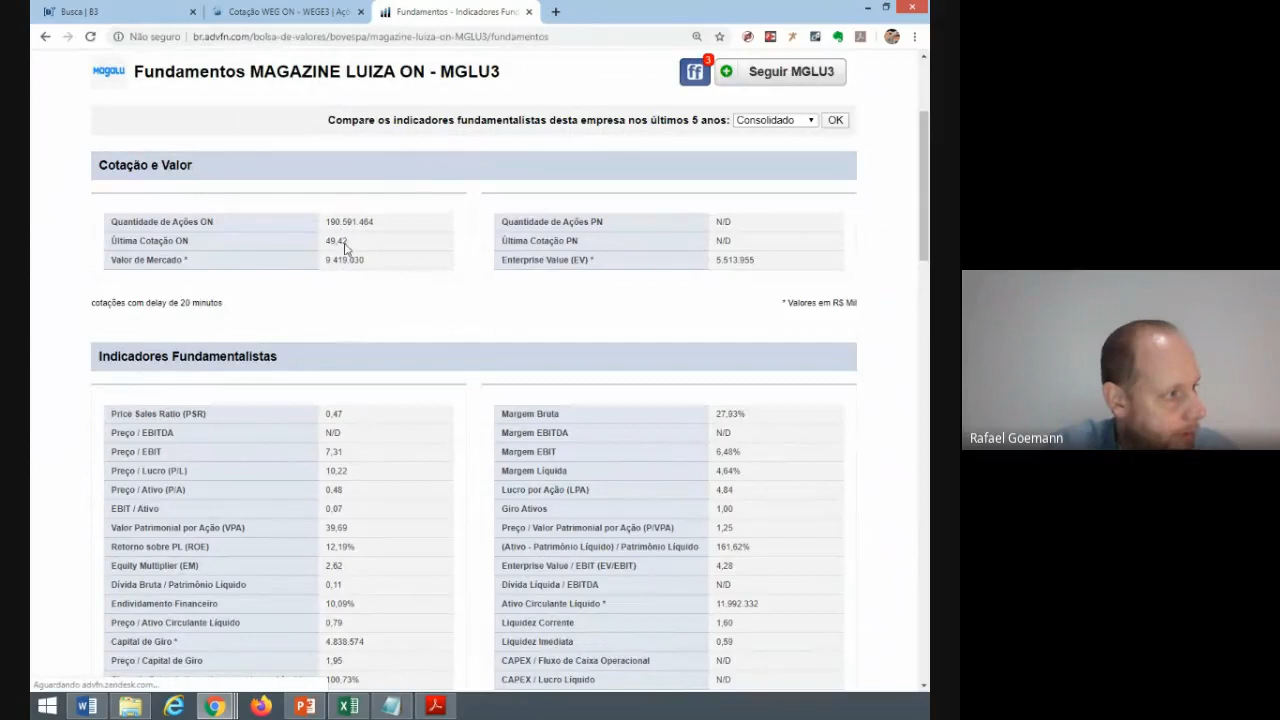 Busca | B3
Cotação WEG ON - WEGE3 | Açõ
Fundamentos - Indicadores Fun
Não seguro | br.advfn.com/bolsa-de-valores/bovespa/magazine-luiza-on-MGLU3/fundamentos
MagaLu Fundamentos MAGAZINE LUIZA ON - MGLU3
3
Seguir MGLU3
Compare os indicadores fundamentalistas desta empresa nos últimos 5 anos: Consolidado OK
Cotação e Valor
Quantidade de Ações ON 190.591.464 Quantidade de Ações PN N/D
Última Cotação ON 49,42 Última Cotação PN N/D
Valor de Mercado * 9.419.030 Enterprise Value (EV) * 5.513.955
cotações com delay de 20 minutos * Valores em R$ Mil
Indicadores Fundamentalistas
Price Sales Ratio (PSR) 0,47 Margem Bruta 27,93%
Preço / EBITDA N/D Margem EBITDA N/D
Preço / EBIT 7,31 Margem EBIT 6,48%
Preço / Lucro (P/L) 10,22 Margem Líquida 4,64%
Preço / Ativo (P/A) 0,48 Lucro por Ação (LPA) 4,84
EBIT / Ativo 0,07 Giro Ativos 1,00
Valor Patrimonial por Ação (VPA) 39,69 Preço / Valor Patrimonial por Ação (P/VPA) 1,25
Retorno sobre PL (ROE) 12,19% (Ativo - Patrimônio Líquido) / Patrimônio Líquido 161,62%
Equity Multiplier (EM) 2,62 Enterprise Value / EBIT (EV/EBIT) 4,28
Dívida Bruta / Patrimônio Líquido 0,11 Dívida Líquida / EBITDA N/D
Endividamento Financeiro 10,09% Ativo Circulante Líquido * 11.992.332
Preço / Ativo Circulante Líquido 0,79 Liquidez Corrente 1,60
Capital de Giro * 4.838.574 Liquidez Imediata 0,59
Preço / Capital de Giro 1,95 CAPEX / Fluxo de Caixa Operacional N/D
100,73% CAPEX / Lucro Líquido N/D
Aguardando advfn.zendesk.com...
Rafael Goemann